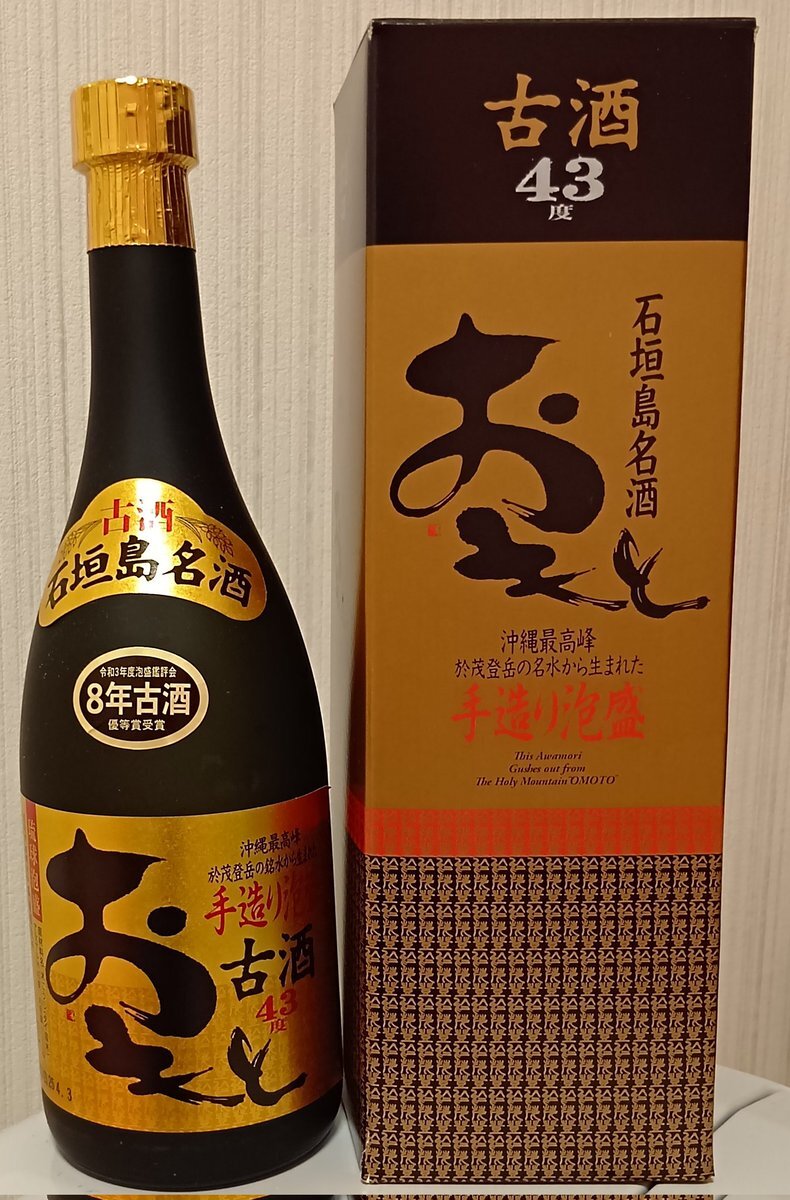 古酒
石垣島名酒
令和3年度泡盛鑑評会
8年古酒
優等賞受賞
琉球泡盛
おもと
沖縄最高峰
於茂登岳の銘水から生まれた
手造り泡
古酒
43
度
古酒
43
度
石垣島名酒
おもと
沖縄最高峰
於茂登岳の名水から生まれた
手造り泡盛
This Awamori
Gushes out from
The Holy Mountain "OMOTO"